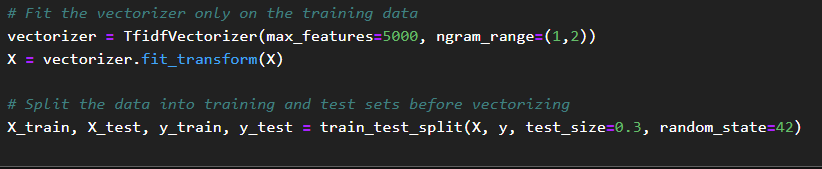 # Fit the vectorizer only on the training data
vectorizer = TfidfVectorizer(max_features=5000, ngram_range=(1,2))
X = vectorizer.fit_transform(X)
# Split the data into training and test sets before vectorizing
X_train, X_test, y_train, y_test = train_test_split(X, y, test_size=0.3, random_state=42)